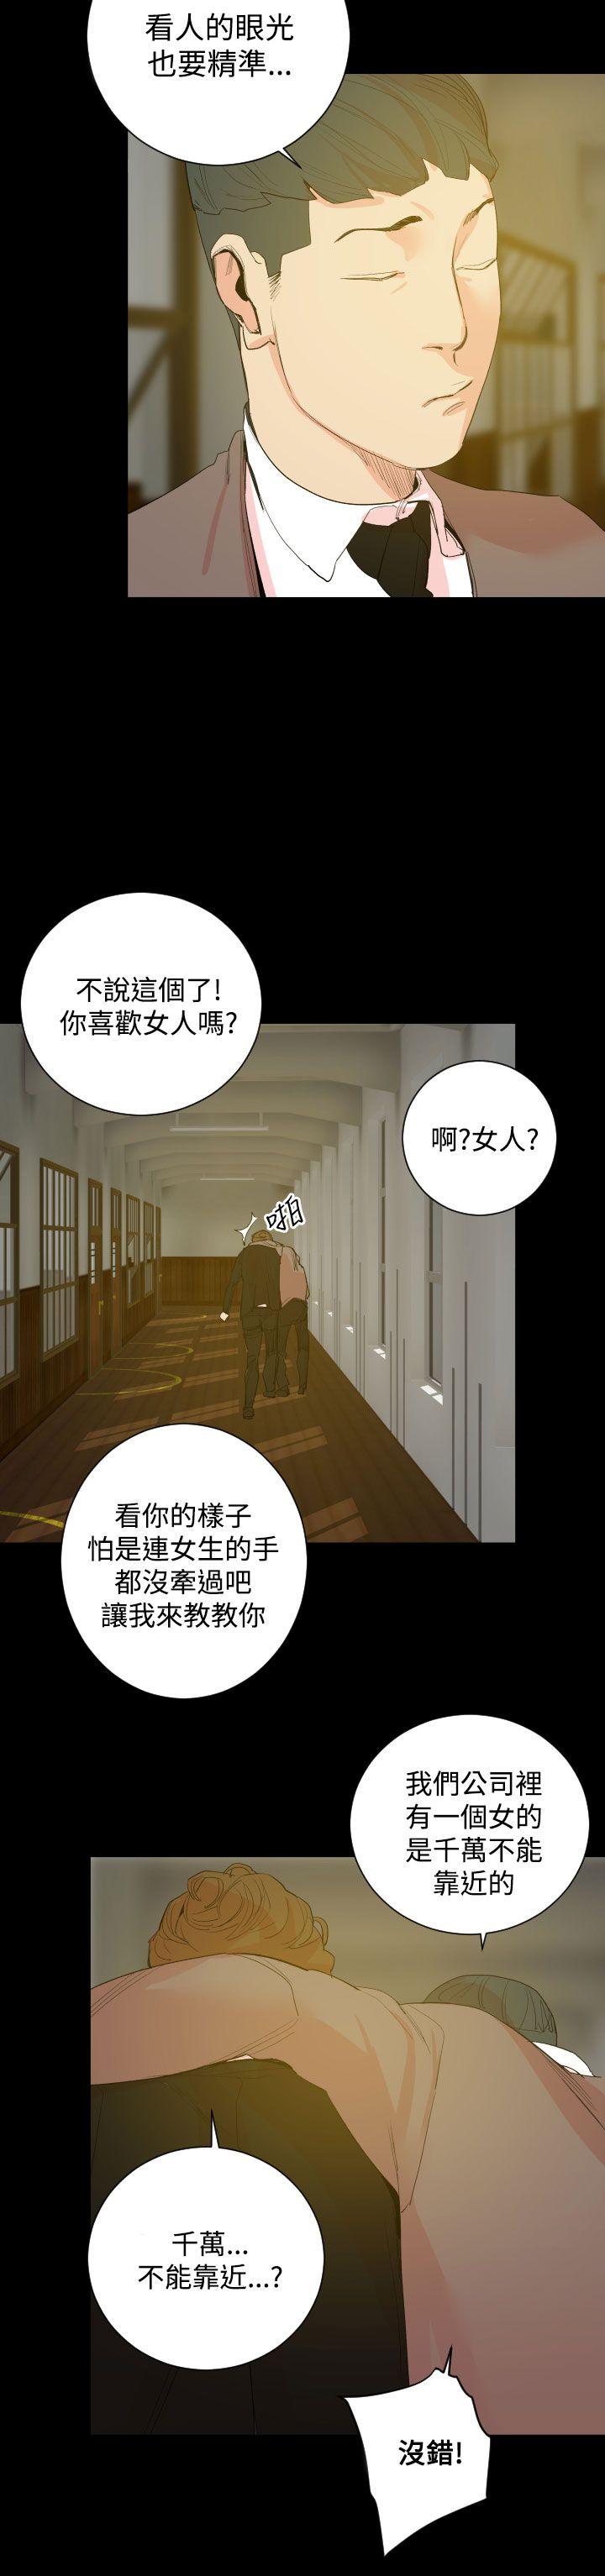 看人的眼光
也要精準...
不說這個了!
你喜歡女人嗎?
啊?女人?
啪
看你的樣子
怕是連女生的手
都沒牽過吧
讓我來教教你
我們公司裡
有一個女的
是千萬不能
靠近的
千萬...
不能靠近...?
沒錯!